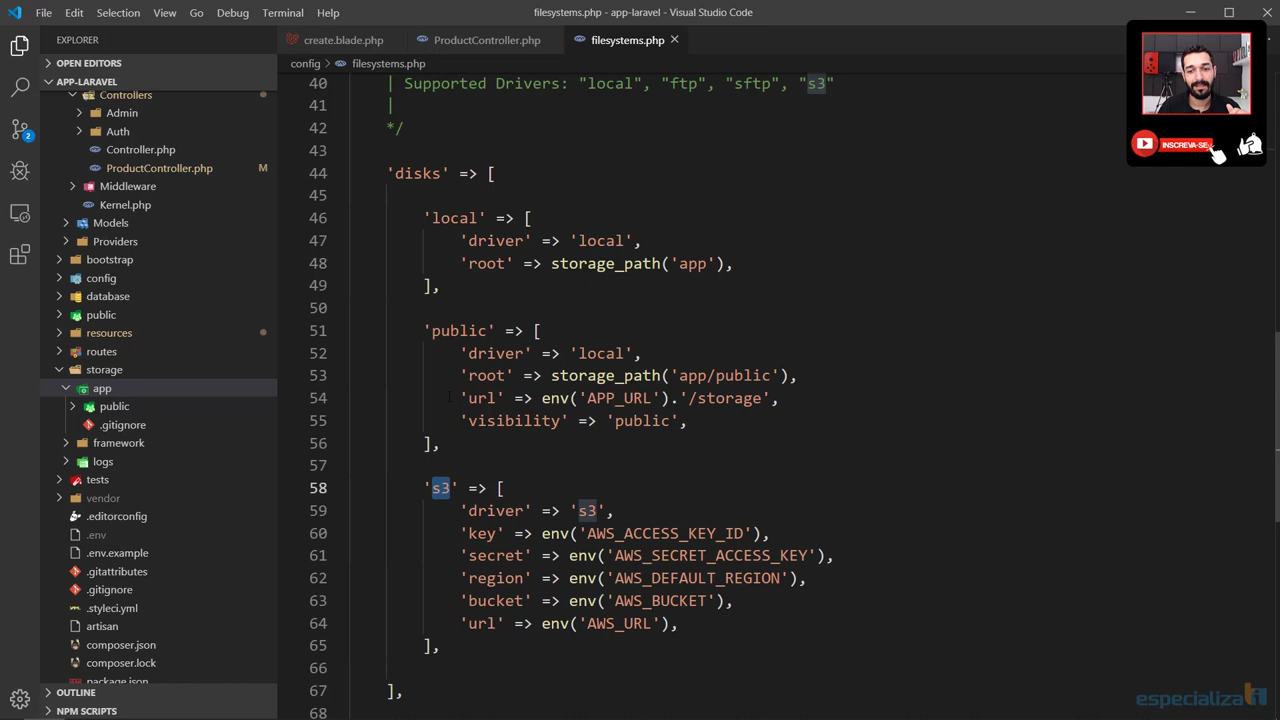 File Edit Selection View Go Debug Terminal Help
filesystems.php - app-laravel - Visual Studio Code
EXPLORER
OPEN EDITORS
APP-LARAVEL
Controllers
Admin
Auth
Controller.php
ProductController.php M
Middleware
Kernel.php
Models
Providers
bootstrap
config
database
public
resources
routes
storage
app
public
.gitignore
framework
logs
tests
vendor
.editorconfig
.env
.env.example
.gitattributes
.gitignore
.styleci.yml
artisan
composer.json
composer.lock
package.json
OUTLINE
NPM SCRIPTS
2
create.blade.php
ProductController.php
filesystems.php
config > filesystems.php
40 | Supported Drivers: "local", "ftp", "sftp", "s3"
41 |
42 */
43
44 'disks' => [
45
46 'local' => [
47 'driver' => 'local',
48 'root' => storage_path('app'),
49 ],
50
51 'public' => [
52 'driver' => 'local',
53 'root' => storage_path('app/public'),
54 'url' => env('APP_URL').'/storage',
55 'visibility' => 'public',
56 ],
57
58 's3' => [
59 'driver' => 's3',
60 'key' => env('AWS_ACCESS_KEY_ID'),
61 'secret' => env('AWS_SECRET_ACCESS_KEY'),
62 'region' => env('AWS_DEFAULT_REGION'),
63 'bucket' => env('AWS_BUCKET'),
64 'url' => env('AWS_URL'),
65 ],
66
67 ],
68
INSCREVA-SE
especializati